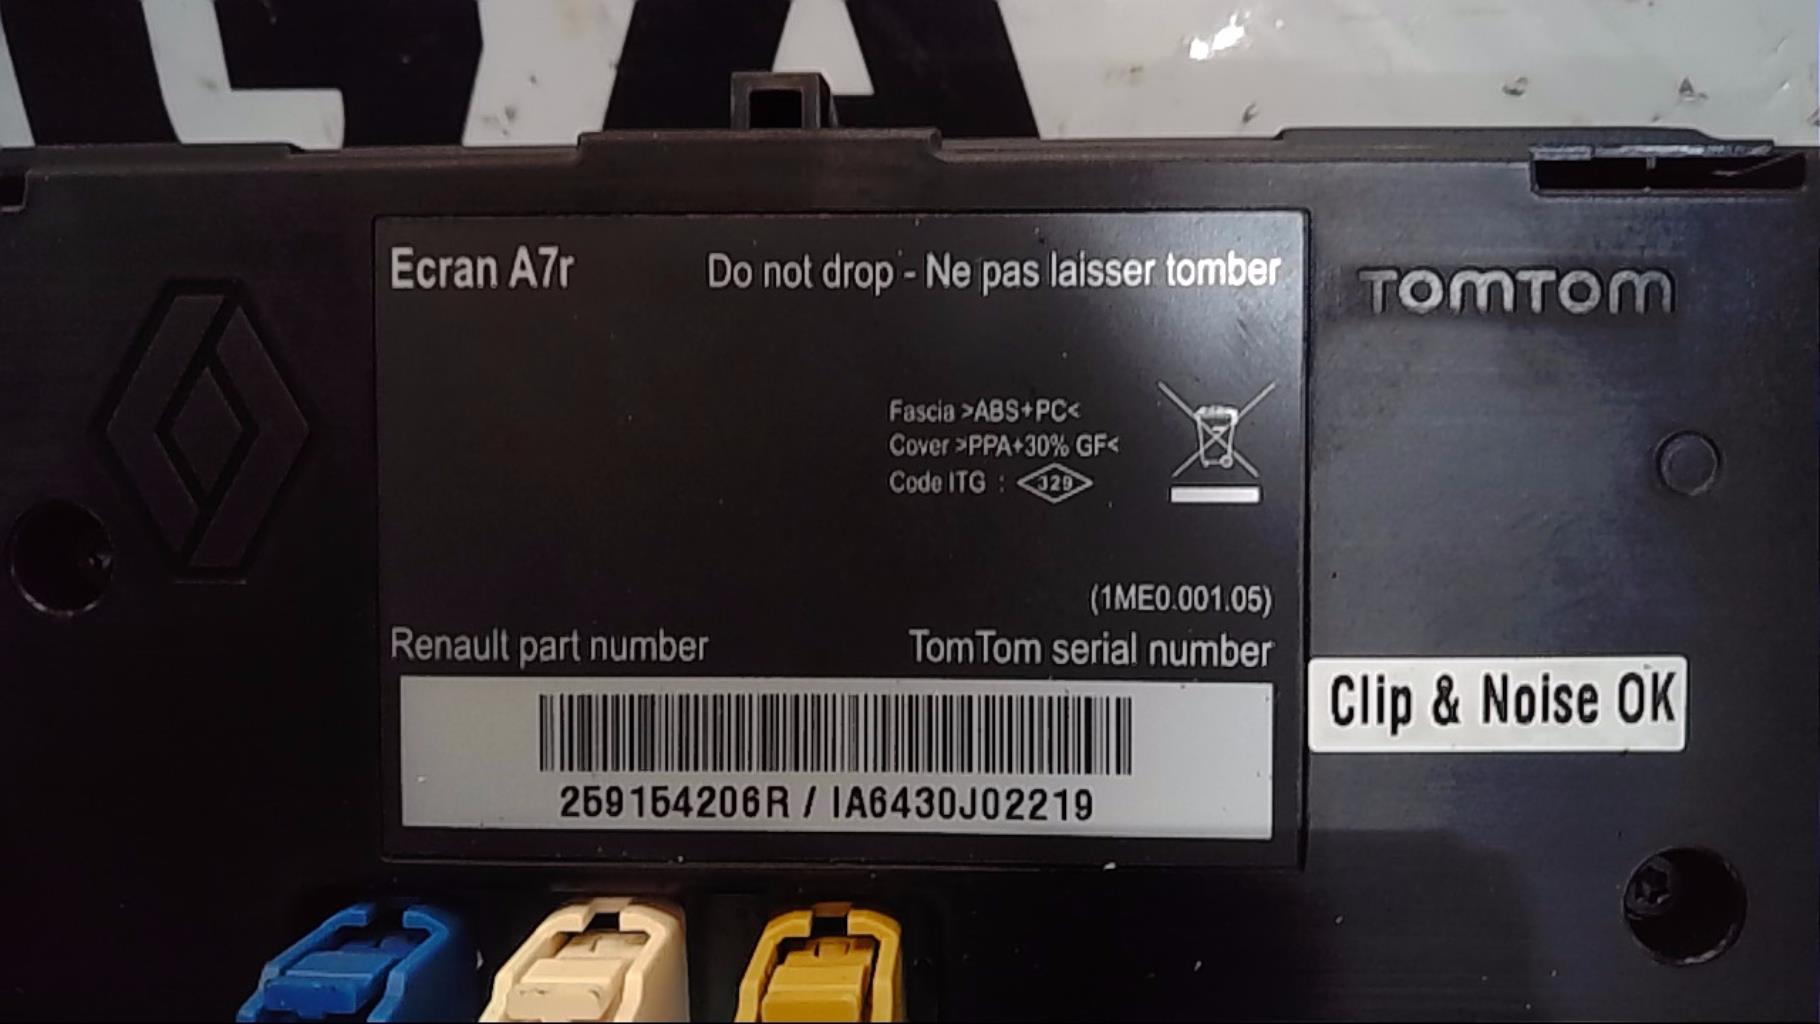 Ecran A7r
Do not drop - Ne pas laisser tomber
TOMTOM
Fascia >ABS+PC<
Cover >PPA+30% GF<
Code ITG : 329
(1ME0.001.05)
Renault part number
TomTom serial number
Clip & Noise OK
259154206R / IA6430J02219